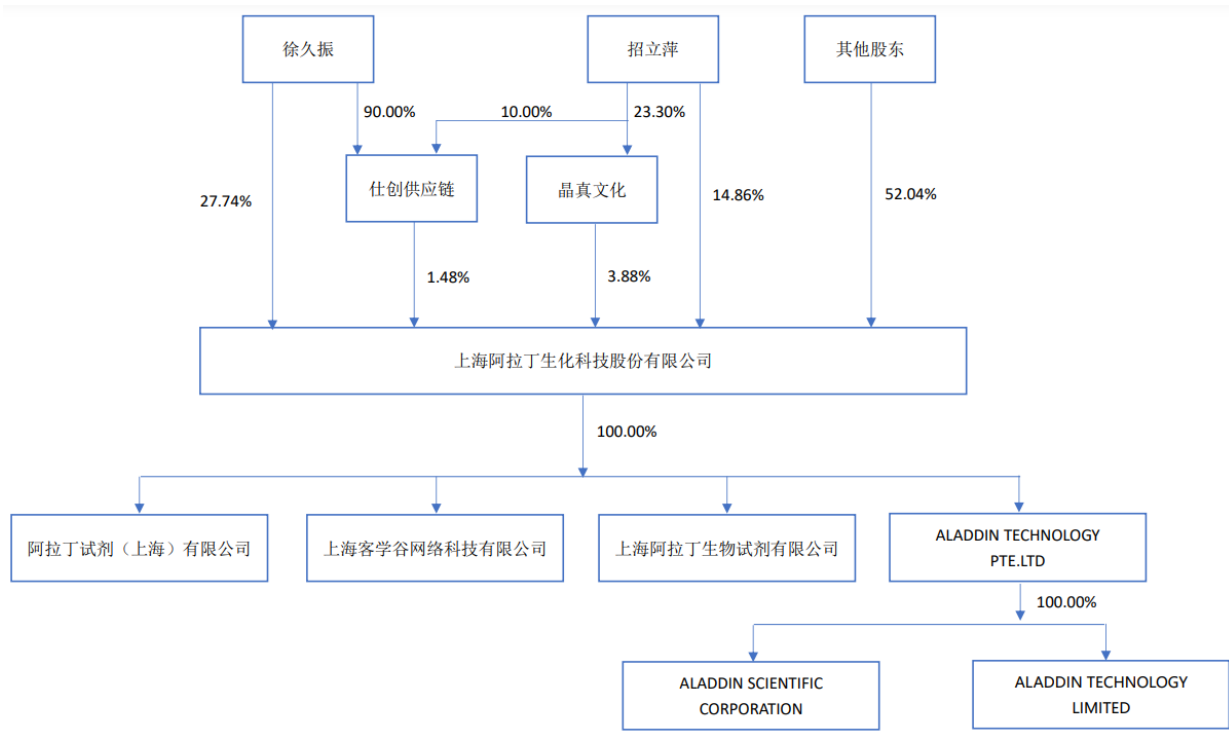 徐久振
招立萍
其他股东
90.00%
10.00%
23.30%
仕创供应链
晶真文化
27.74%
14.86%
52.04%
1.48%
3.88%
上海阿拉丁生化科技股份有限公司
100.00%
阿拉丁试剂（上海）有限公司
上海客学谷网络科技有限公司
上海阿拉丁生物试剂有限公司
ALADDIN TECHNOLOGY
PTE.LTD
100.00%
ALADDIN SCIENTIFIC
CORPORATION
ALADDIN TECHNOLOGY
LIMITED